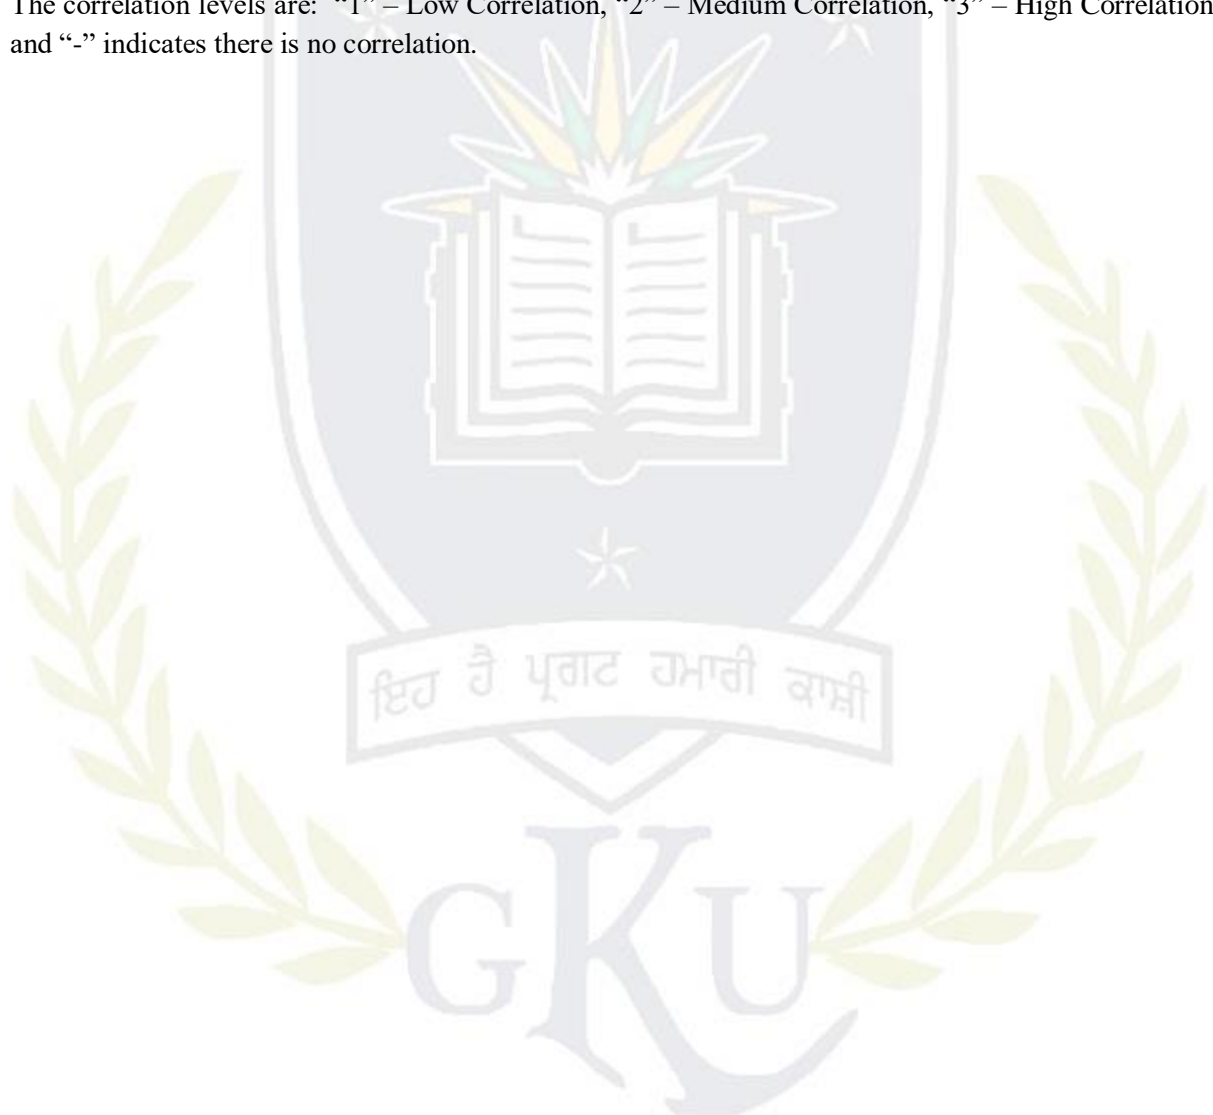 The correlation levels are: “1” – Low Correlation, “2” – Medium Correlation, “3” – High Correlation
and “-” indicates there is no correlation.
ਇਹ ਹੈ ਪ੍ਰਗਟ ਹਮਾਰੀ ਕਾਸ਼ੀ
GKU